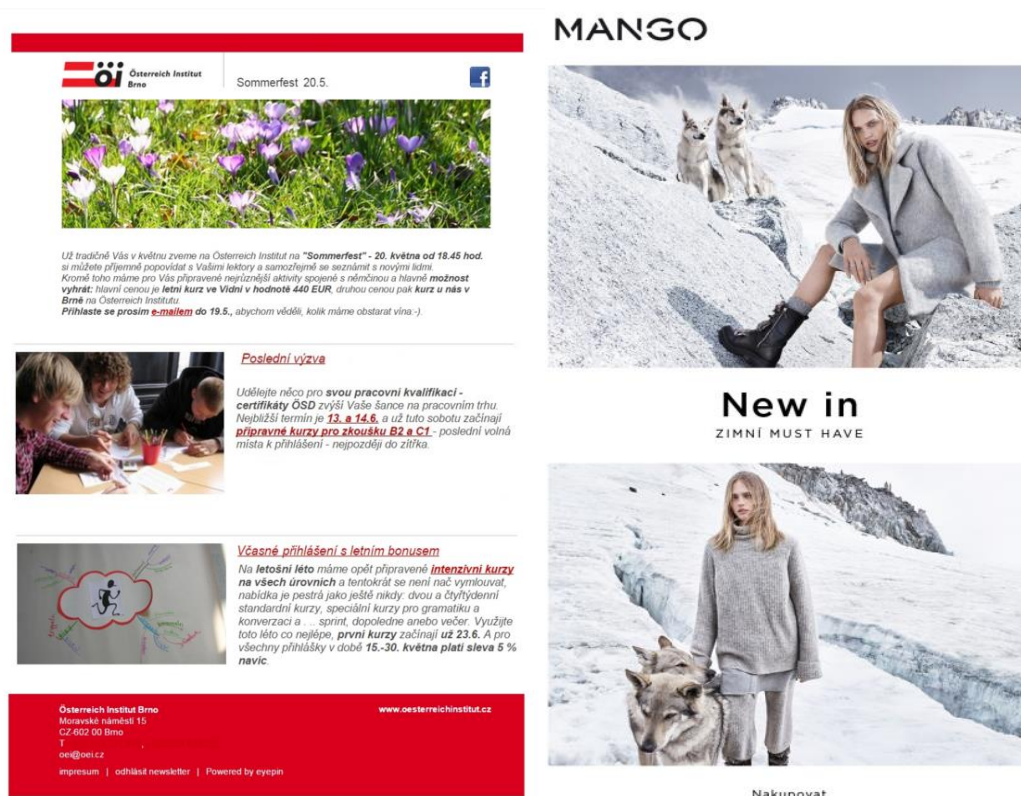 öi Österreich Institut
Brno
Sommerfest 20.5.
f
Už tradičně Vás v květnu zveme na Österreich Institut na "Sommerfest" - 20. května od 18.45 hod.
si můžete příjemně popovídat s Vašimi lektory a samozřejmě se seznámit s novými lidmi.
Kromě toho máme pro Vás připravené nejrůznější aktivity spojené s němčinou a hlavně možnost
vyhrát: hlavní cenou je letní kurz ve Vídni v hodnotě 440 EUR, druhou cenou pak kurz u nás v
Brně na Österreich Institutu.
Přihlaste se prosím e-mailem do 19.5., abychom věděli, kolik máme obstarat vína:-).
Poslední výzva
Udělejte něco pro svou pracovní kvalifikaci -
certifikáty ÖSD zvýší Vaše šance na pracovním trhu.
Nejbližší termín je 13. a 14.6. a už tuto sobotu začínají
přípravné kurzy pro zkoušku B2 a C1 - poslední volná
místa k přihlášení - nejpozději do zítřka.
Včasné přihlášení s letním bonusem
Na letošní léto máme opět připravené intenzivní kurzy
na všech úrovních a tentokrát se není nač vymlouvat,
nabídka je pestrá jako ještě nikdy: dvou a čtyřtýdenní
standardní kurzy, speciální kurzy pro gramatiku a
konverzaci a ... sprint, dopoledne anebo večer. Využijte
toto léto co nejlépe, první kurzy začínají už 23.6. A pro
všechny přihlášky v době 15.-30. května platí sleva 5 %
navíc.
Österreich Institut Brno
Moravské náměstí 15
CZ-602 00 Brno
T
oei@oei.cz
impresum | odhlásit newsletter | Powered by eyepin
www.oesterreichinstitut.cz
MANGO
New in
ZIMNÍ MUST HAVE
Nakupovat